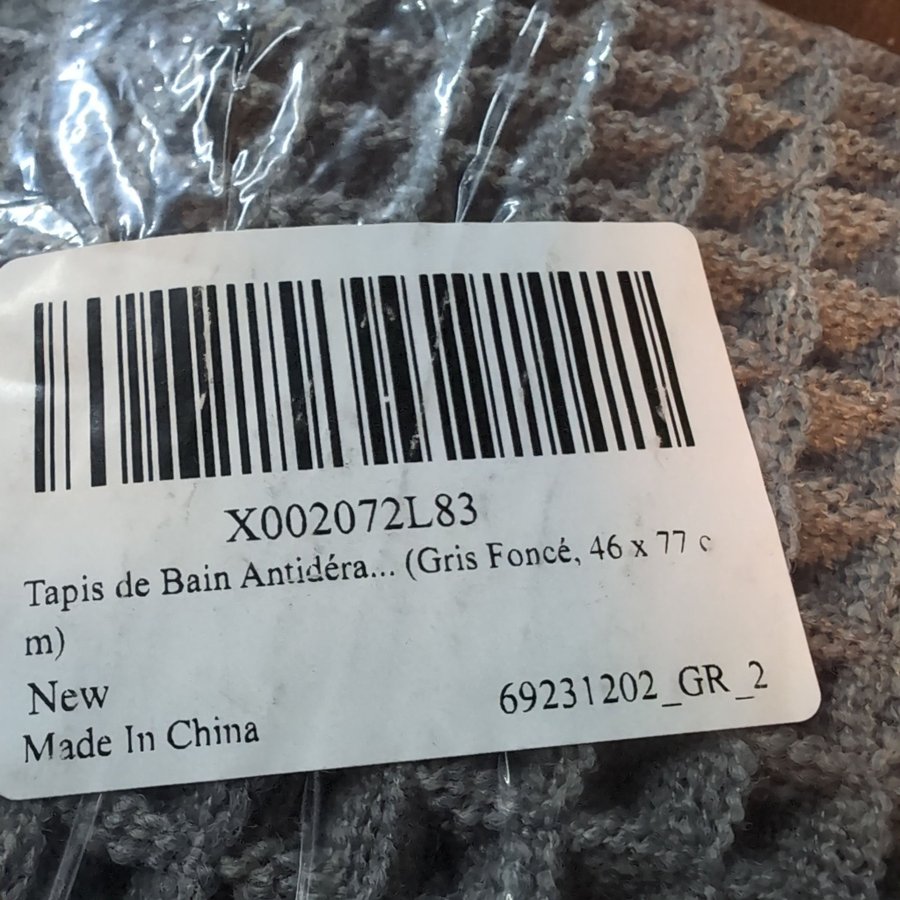 X002072L83
Tapis de Bain Antidéra... (Gris Foncé, 46 x 77 c
m)
New
69231202_GR_2
Made In China